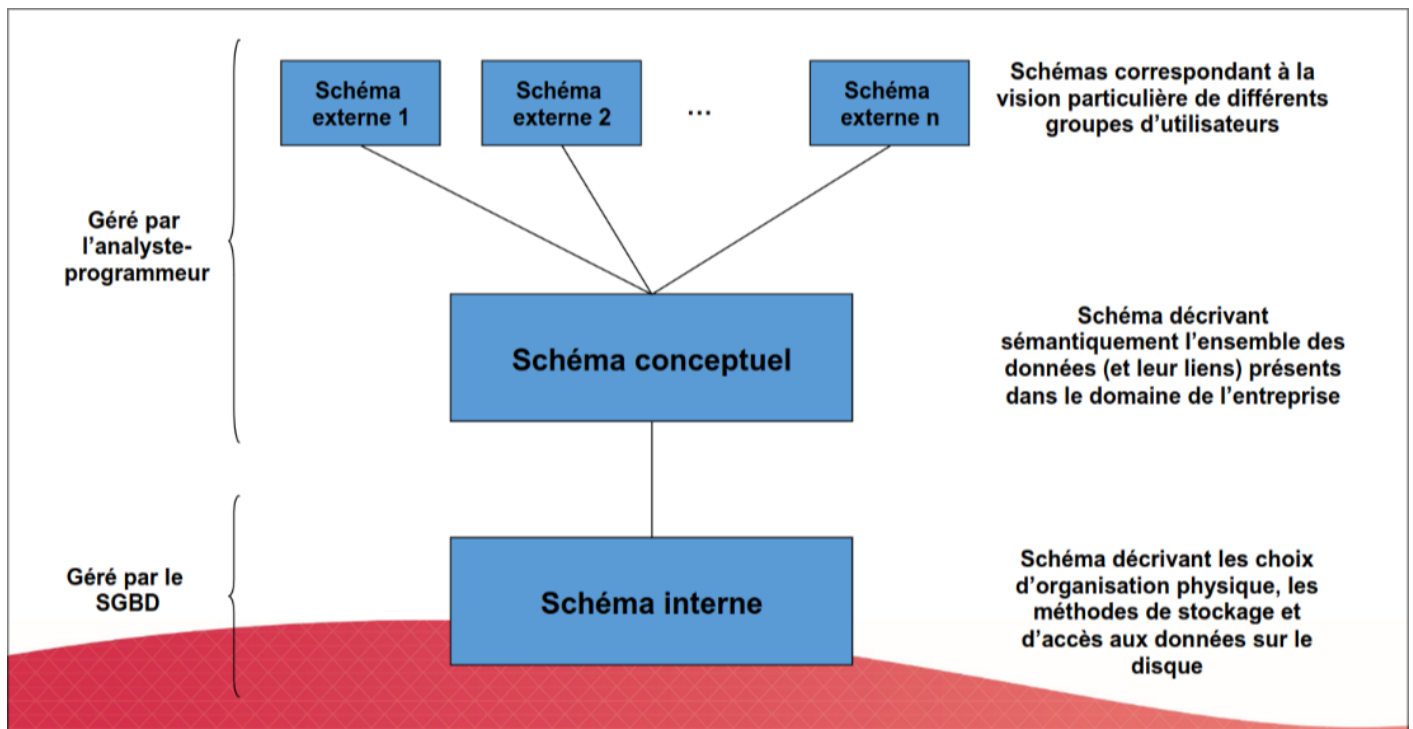 Schéma
externe 1
Schéma
externe 2
...
Schéma
externe n
Schémas correspondant à la
vision particulière de différents
groupes d'utilisateurs
Géré par
l'analyste-
programmeur
Schéma conceptuel
Schéma décrivant
sémantiquement l'ensemble des
données (et leur liens) présents
dans le domaine de l'entreprise
Géré par le
SGBD
Schéma interne
Schéma décrivant les choix
d'organisation physique, les
méthodes de stockage et
d'accès aux données sur le
disque